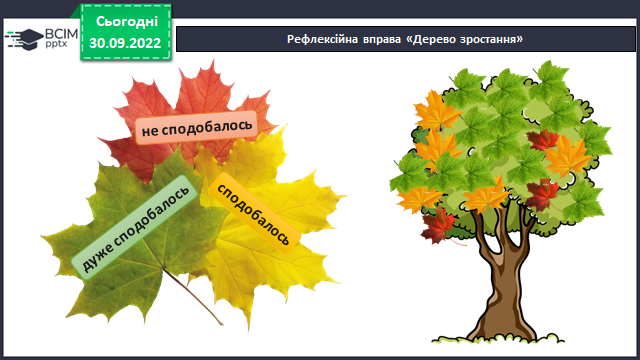 ВСІМ
pptx
Сьогодні
30.09.2022
Рефлексійна вправа «Дерево зростання»
не сподобалось
дуже сподобалось
сподобалось